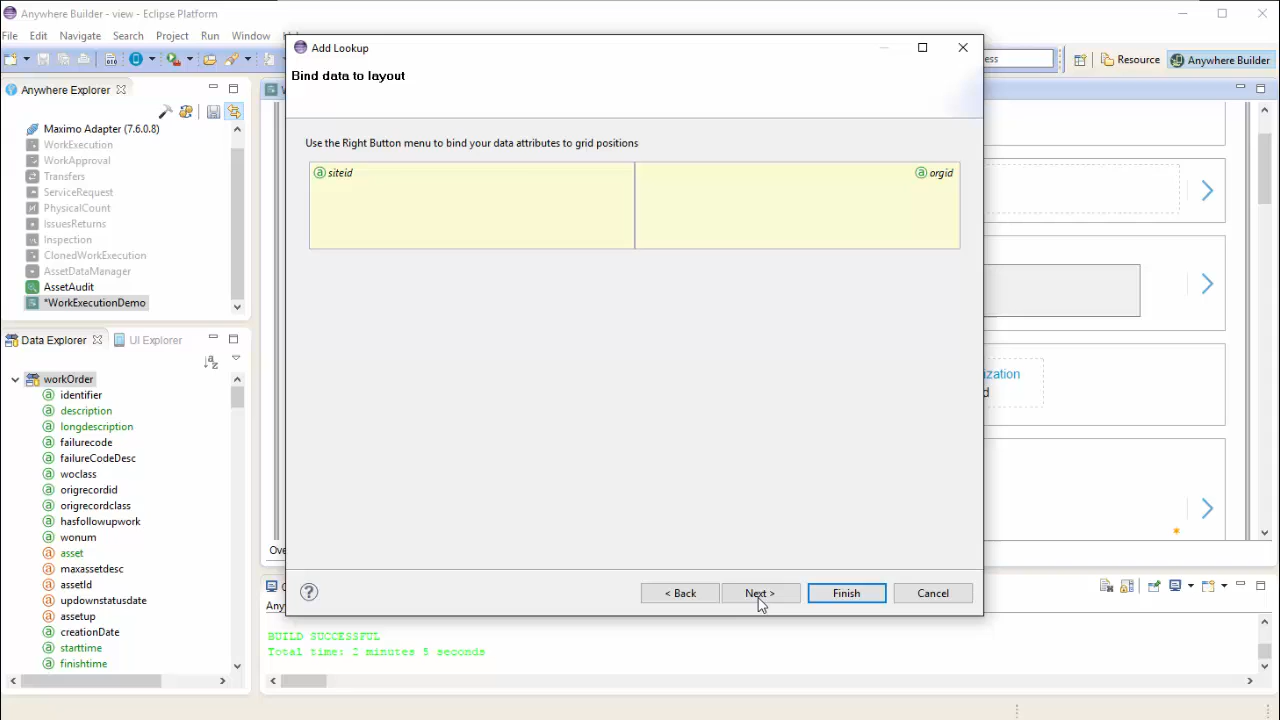 Anywhere Builder - view - Eclipse Platform
File Edit Navigate Search Project Run Window
Resource
Anywhere Builder
Anywhere Explorer
Maximo Adapter (7.6.0.8)
WorkExecution
WorkApproval
Transfers
ServiceRequest
PhysicalCount
IssuesReturns
Inspection
ClonedWorkExecution
AssetDataManager
AssetAudit
*WorkExecutionDemo
Data Explorer
UI Explorer
workOrder
identifier
description
longdescription
failurecode
failureCodeDesc
woclass
origrecordid
origrecordclass
hasfollowupwork
wonum
asset
maxassetdesc
assetId
updownstatusdate
assetup
creationDate
starttime
finishtime
Add Lookup
Bind data to layout
Use the Right Button menu to bind your data attributes to grid positions
siteid
orgid
< Back
Next >
Finish
Cancel
BUILD SUCCESSFUL
Total time: 2 minutes 5 seconds